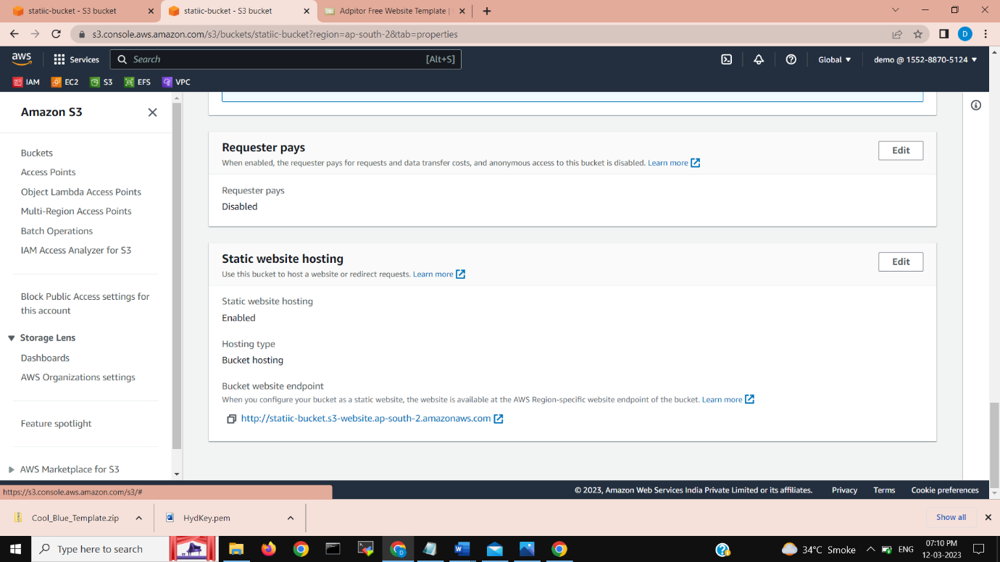 statiic-bucket - S3 bucket
statiic-bucket - S3 bucket
Adpitor Free Website Template |
s3.console.aws.amazon.com/s3/buckets/statiic-bucket?region=ap-south-2&tab=properties
D
aws
Services
Search
[Alt+S]
Global
demo @ 1552-8870-5124
IAM
EC2
S3
EFS
VPC
Amazon S3
Buckets
Access Points
Object Lambda Access Points
Multi-Region Access Points
Batch Operations
IAM Access Analyzer for S3
Block Public Access settings for
this account
Storage Lens
Dashboards
AWS Organizations settings
Feature spotlight
AWS Marketplace for S3
Requester pays
Edit
When enabled, the requester pays for requests and data transfer costs, and anonymous access to this bucket is disabled. Learn more
Requester pays
Disabled
Static website hosting
Edit
Use this bucket to host a website or redirect requests. Learn more
Static website hosting
Enabled
Hosting type
Bucket hosting
Bucket website endpoint
When you configure your bucket as a static website, the website is available at the AWS Region-specific website endpoint of the bucket. Learn more
http://statiic-bucket.s3-website.ap-south-2.amazonaws.com
https://s3.console.aws.amazon.com/s3/#
© 2023, Amazon Web Services India Private Limited or its affiliates.
Privacy
Terms
Cookie preferences
Cool_Blue_Template.zip
HydKey.pem
Show all
Type here to search
34°C Smoke
ENG
07:10 PM
12-03-2023